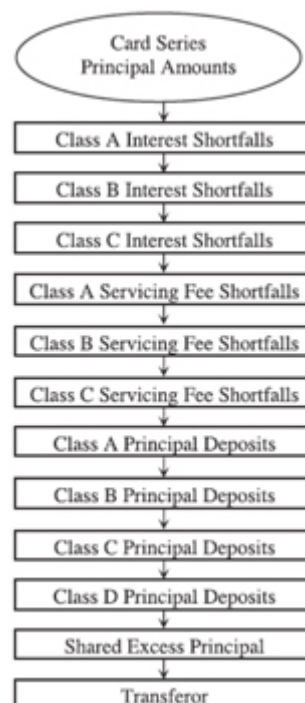 Card Series
Principal Amounts
Class A Interest Shortfalls
Class B Interest Shortfalls
Class C Interest Shortfalls
Class A Servicing Fee Shortfalls
Class B Servicing Fee Shortfalls
Class C Servicing Fee Shortfalls
Class A Principal Deposits
Class B Principal Deposits
Class C Principal Deposits
Class D Principal Deposits
Shared Excess Principal
Transferor